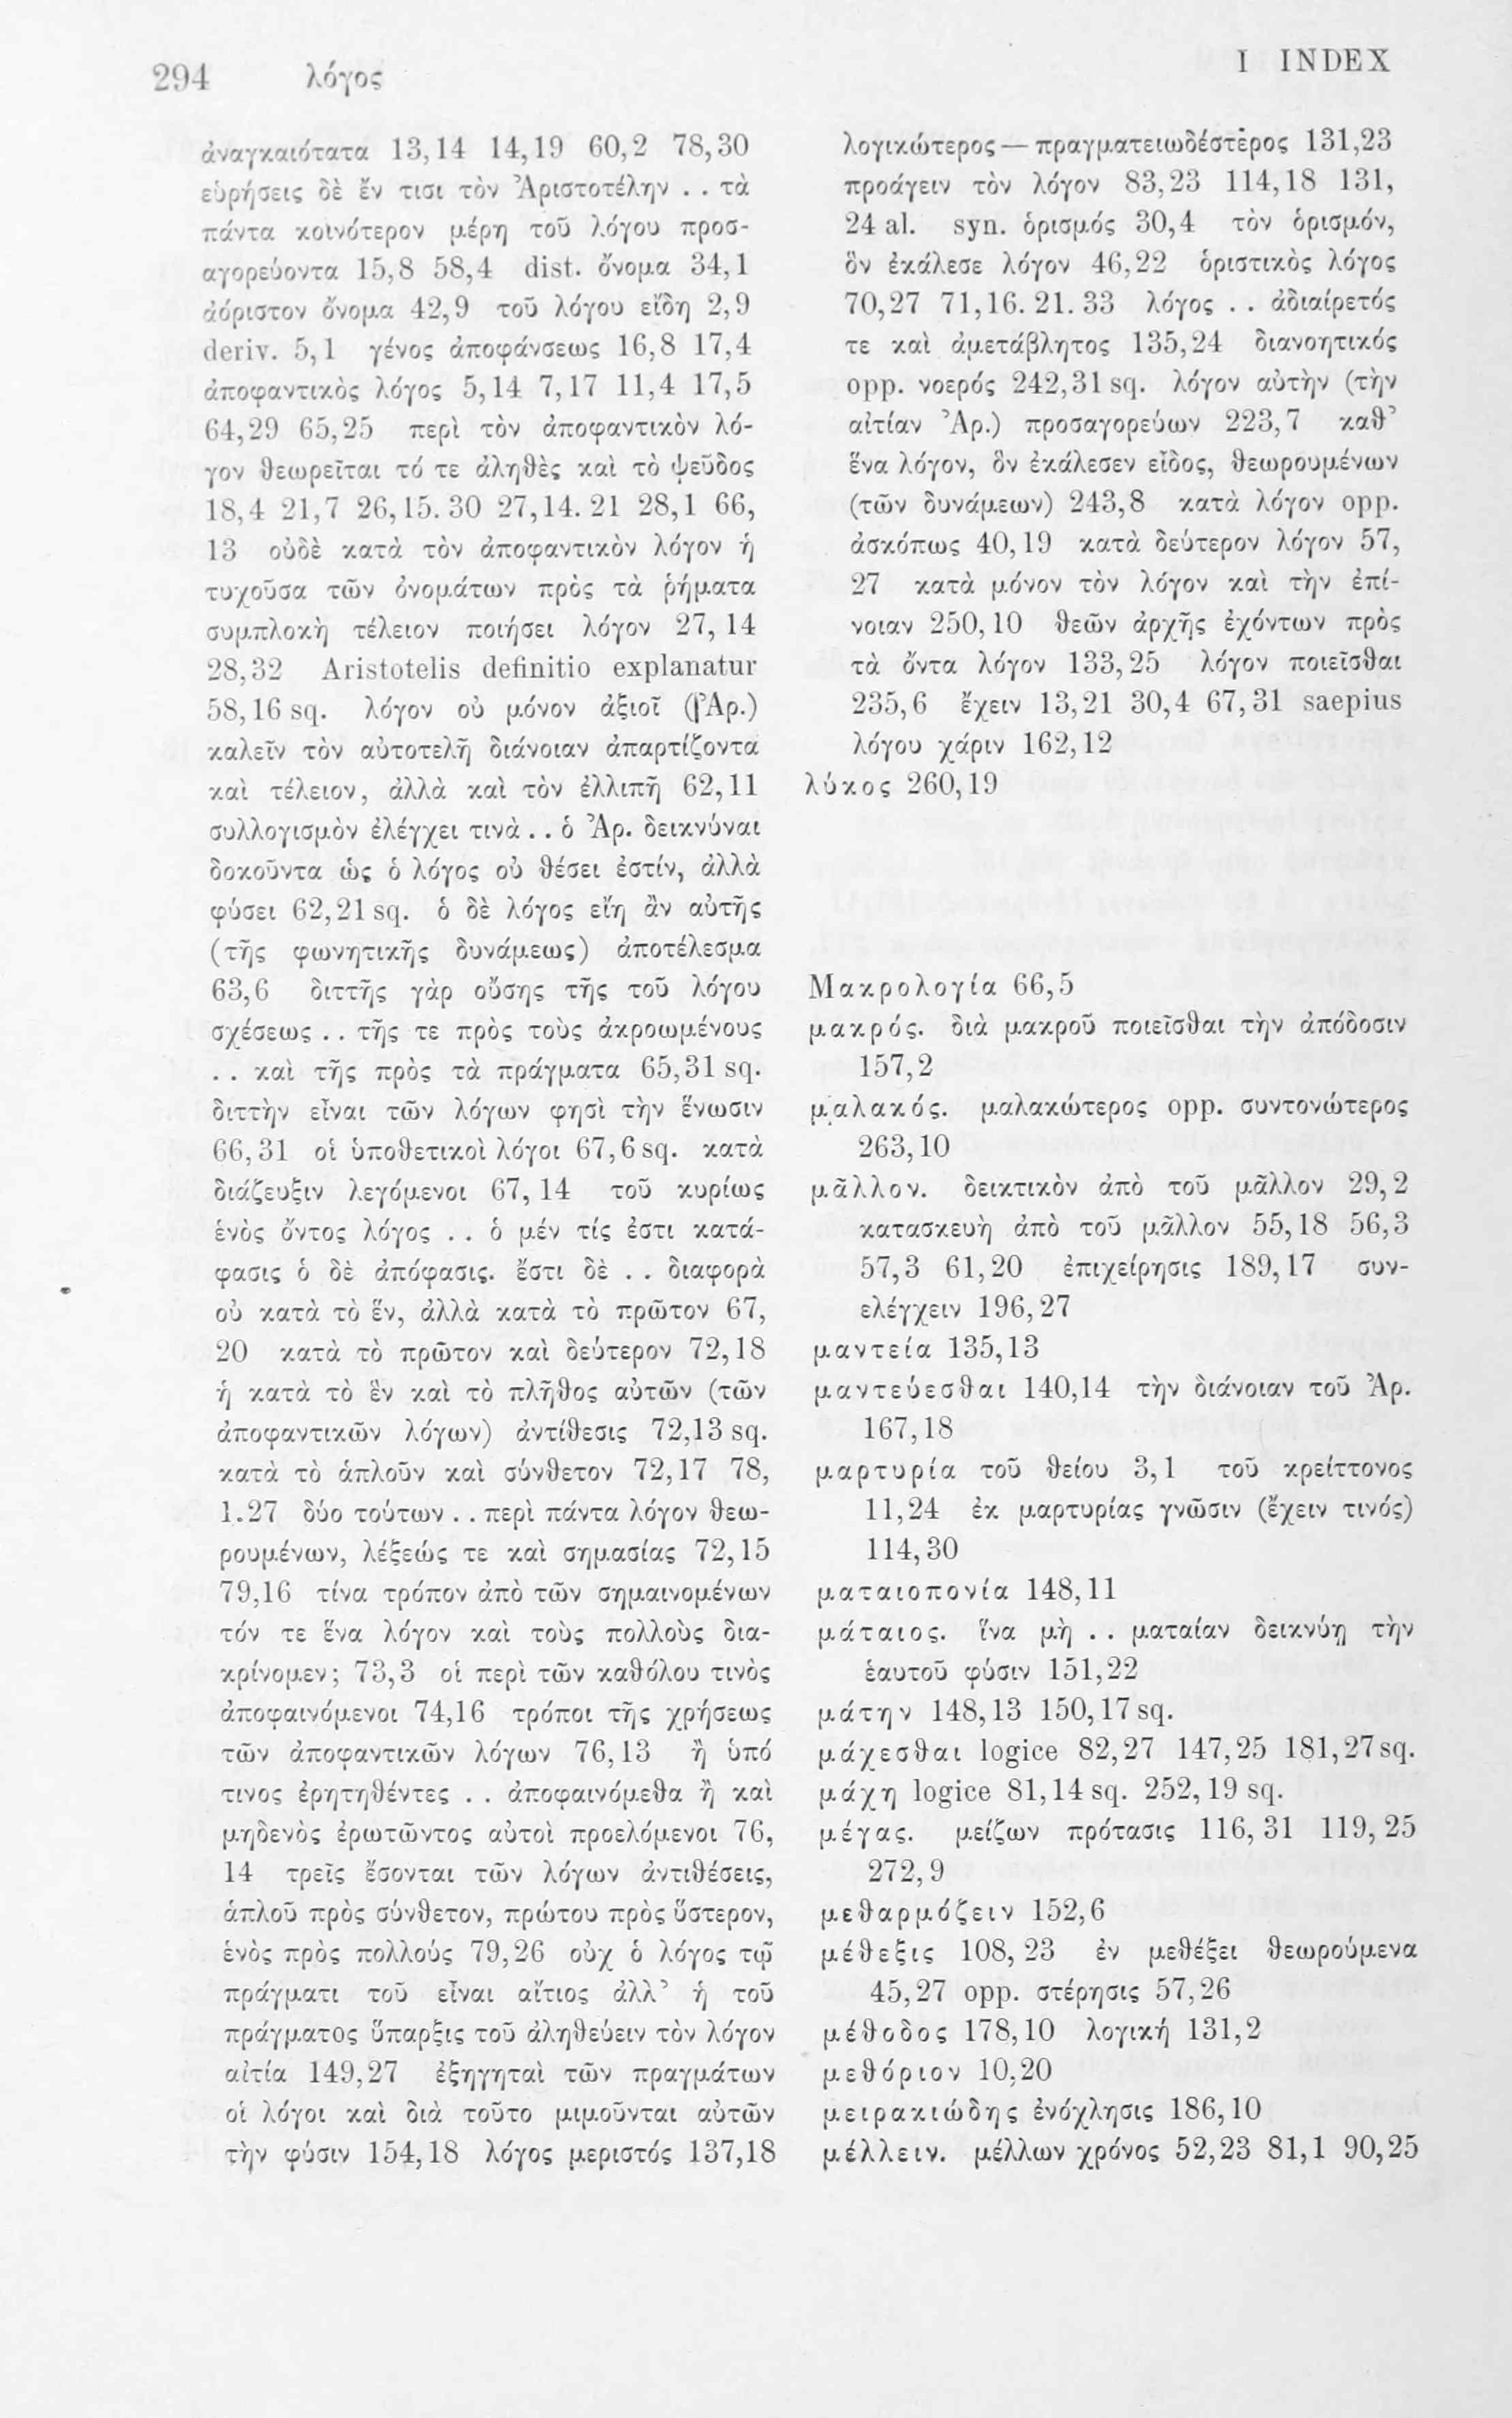 294 λόγος I INDEX
ἀναγκαιότατα 13,14 14,19 60,2 78,30
εὑρήσεις δὲ ἔν τισι τὸν Ἀριστοτέλην . . τὰ
πάντα κοινότερον μέρη τοῦ λόγου προσ-
αγορεύοντα 15,8 58,4 dist. ὄνομα 34,1
ἀόριστον ὄνομα 42,9 τοῦ λόγου εἴδη 2,9
deriv. 5,1 γένος ἀποφάνσεως 16,8 17,4
ἀποφαντικὸς λόγος 5,14 7,17 11,4 17,5
64,29 65,25 περὶ τὸν ἀποφαντικὸν λό-
γον ϑεωρεῖται τό τε ἀληϑὲς καὶ τὸ ψεῦδος
18,4 21,7 26,15. 30 27,14. 21 28,1 66,
13 οὐδὲ κατὰ τὸν ἀποφαντικὸν λόγον ἡ
τυχοῦσα τῶν ὀνομάτων πρὸς τὰ ῥήματα
συμπλοκὴ τέλειον ποιήσει λόγον 27, 14
28,32 Aristotelis definitio explanatur
58,16 sq. λόγον οὐ μόνον ἀξιοῖ (Ἀρ.)
καλεῖν τὸν αὐτοτελῆ διάνοιαν ἀπαρτίζοντα
καὶ τέλειον, ἀλλὰ καὶ τὸν ἐλλιπῆ 62,11
συλλογισμὸν ἐλέγχει τινὰ . . ὁ Ἀρ. δεικνύναι
δοκοῦντα ὡς ὁ λόγος οὐ ϑέσει ἐστίν, ἀλλὰ
φύσει 62,21 sq. ὁ δὲ λόγος εἴη ἂν αὐτῆς
(τῆς φωνητικῆς δυνάμεως) ἀποτέλεσμα
63,6 διττῆς γὰρ οὔσης τῆς τοῦ λόγου
σχέσεως . . τῆς τε πρὸς τοὺς ἀκροωμένους
. . καὶ τῆς πρὸς τὰ πράγματα 65,31 sq.
διττὴν εἶναι τῶν λόγων φησὶ τὴν ἕνωσιν
66,31 οἱ ὑποϑετικοὶ λόγοι 67,6 sq. κατὰ
διάζευξιν λεγόμενοι 67, 14 τοῦ κυρίως
ἑνὸς ὄντος λόγος . . ὁ μέν τίς ἐστι κατά-
φασις ὁ δὲ ἀπόφασις. ἔστι δὲ . . διαφορὰ
οὐ κατὰ τὸ ἕν, ἀλλὰ κατὰ τὸ πρῶτον 67,
20 κατὰ τὸ πρῶτον καὶ δεύτερον 72,18
ἡ κατὰ τὸ ἓν καὶ τὸ πλῆϑος αὐτῶν (τῶν
ἀποφαντικῶν λόγων) ἀντίϑεσις 72,13 sq.
κατὰ τὸ ἁπλοῦν καὶ σύνϑετον 72,17 78,
1.27 δύο τούτων . . περὶ πάντα λόγον ϑεω-
ρουμένων, λέξεώς τε καὶ σημασίας 72,15
79,16 τίνα τρόπον ἀπὸ τῶν σημαινομένων
τόν τε ἕνα λόγον καὶ τοὺς πολλοὺς δια-
κρίνομεν; 73,3 οἱ περὶ τῶν καϑόλου τινὸς
ἀποφαινόμενοι 74,16 τρόποι τῆς χρήσεως
τῶν ἀποφαντικῶν λόγων 76,13 ἢ ὑπό
τινος ἐρητηϑέντες . . ἀποφαινόμεϑα ἢ καὶ
μηδενὸς ἐρωτῶντος αὐτοὶ προελόμενοι 76,
14 τρεῖς ἔσονται τῶν λόγων ἀντιϑέσεις,
ἁπλοῦ πρὸς σύνϑετον, πρώτου πρὸς ὕστερον,
ἑνὸς πρὸς πολλούς 79,26 οὐχ ὁ λόγος τῷ
πράγματι τοῦ εἶναι αἴτιος ἀλλ’ ἡ τοῦ
πράγματος ὕπαρξις τοῦ ἀληϑεύειν τὸν λόγον
αἰτία 149,27 ἐξηγηταὶ τῶν πραγμάτων
οἱ λόγοι καὶ διὰ τοῦτο μιμοῦνται αὐτῶν
τὴν φύσιν 154,18 λόγος μεριστός 137,18
λογικώτερος — πραγματειωδέστερος 131,23
προάγειν τὸν λόγον 83,23 114,18 131,
24 al. syn. ὁρισμός 30,4 τὸν ὁρισμόν,
ὃν ἐκάλεσε λόγον 46,22 ὁριστικὸς λόγος
70,27 71,16. 21. 33 λόγος . . ἀδιαίρετός
τε καὶ ἀμετάβλητος 135,24 διανοητικός
opp. νοερός 242,31 sq. λόγον αὐτὴν (τὴν
αἰτίαν Ἀρ.) προσαγορεύων 223,7 καϑ’
ἕνα λόγον, ὃν ἐκάλεσεν εἶδος, ϑεωρουμένων
(τῶν δυνάμεων) 243,8 κατὰ λόγον opp.
ἀσκόπως 40,19 κατὰ δεύτερον λόγον 57,
27 κατὰ μόνον τὸν λόγον καὶ τὴν ἐπί-
νοιαν 250,10 ϑεῶν ἀρχῆς ἐχόντων πρὸς
τὰ ὄντα λόγον 133,25 λόγον ποιεῖσϑαι
235,6 ἔχειν 13,21 30,4 67,31 saepius
λόγου χάριν 162,12
λύκος 260,19
Μακρολογία 66,5
μακρός. διὰ μακροῦ ποιεῖσϑαι τὴν ἀπόδοσιν
157,2
μαλακός. μαλακώτερος opp. συντονώτερος
263,10
μᾶλλον. δεικτικὸν ἀπὸ τοῦ μᾶλλον 29,2
κατασκευὴ ἀπὸ τοῦ μᾶλλον 55,18 56,3
57,3 61,20 ἐπιχείρησις 189,17 συν-
ελέγχειν 196,27
μαντεία 135,13
μαντεύεσϑαι 140,14 τὴν διάνοιαν τοῦ Ἀρ.
167,18
μαρτυρία τοῦ ϑείου 3,1 τοῦ κρείττονος
11,24 ἐκ μαρτυρίας γνῶσιν (ἔχειν τινός)
114,30
ματαιοπονία 148,11
μάταιος. ἵνα μὴ . . ματαίαν δεικνύῃ τὴν
ἑαυτοῦ φύσιν 151,22
μάτην 148,13 150,17 sq.
μάχεσϑαι logice 82,27 147,25 181,27 sq.
μάχη logice 81,14 sq. 252,19 sq.
μέγας. μείζων πρότασις 116, 31 119, 25
272,9
μεϑαρμόζειν 152,6
μέϑεξις 108, 23 ἐν μεϑέξει ϑεωρούμενα
45,27 opp. στέρησις 57,26
μέϑοδος 178,10 λογική 131,2
μεϑόριον 10,20
μειρακιώδης ἐνόχλησις 186,10
μέλλειν. μέλλων χρόνος 52,23 81,1 90,25